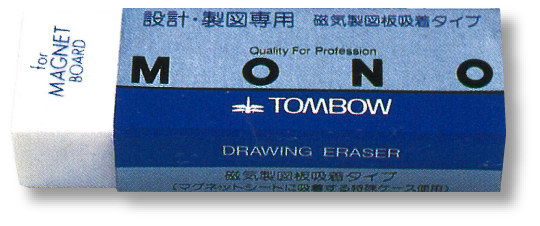 for
MAGNET
BOARD
設計・製図専用 磁気製図板吸着タイプ
Quality For Profession
MONO
TOMBOW
DRAWING ERASER
磁気製図板吸着タイプ
(マグネットシートに吸着する特殊ケース使用)